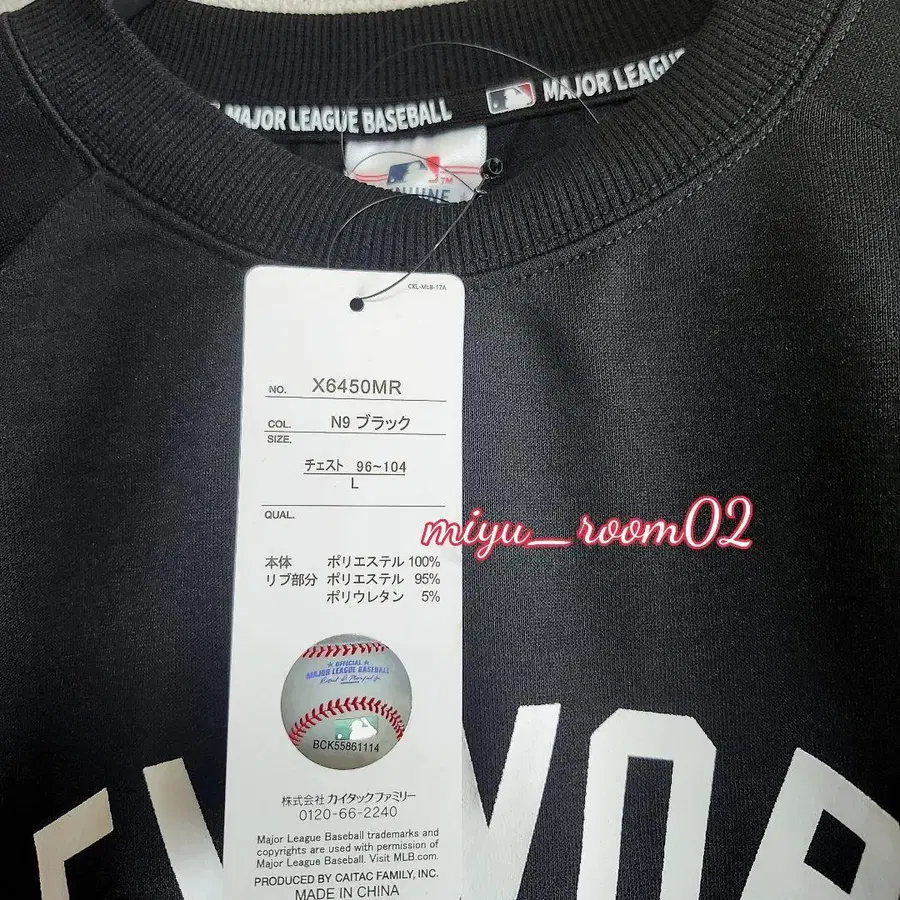 MAJOR LEAGUE BASEBALL
MAJOR LEAGUE
TM
CKL-MLB-17A
NO. X6450MR
COL. N9 ブラック
SIZE.
チェスト 96~104
L
QUAL.
miyu_room02
本体 ポリエステル 100%
リブ部分 ポリエステル 95%
ポリウレタン 5%
★ OFFICIAL ★
MAJOR LEAGUE BASEBALL
BCK55861114
株式会社 カイタックファミリー
0120-66-2240
Major League Baseball trademarks and
copyrights are used with permission of
Major League Baseball. Visit MLB.com.
PRODUCED BY CAITAC FAMILY, INC.
MADE IN CHINA